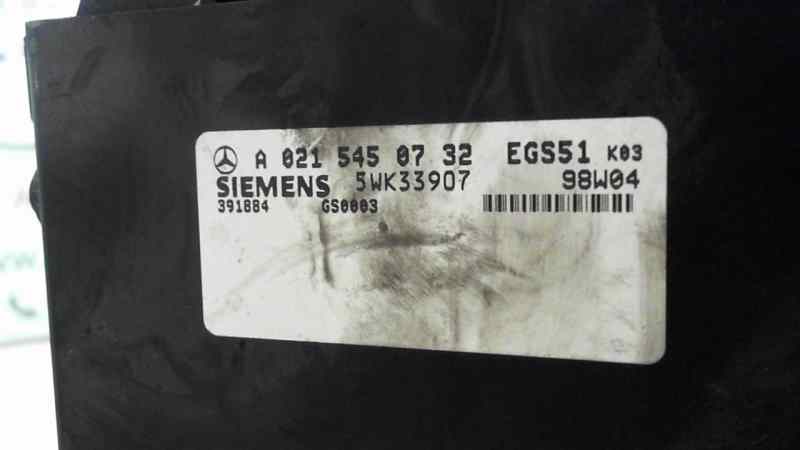 A 021 545 07 32 EGS51 K03
SIEMENS 5WK33907 98W04
391884 GS0003